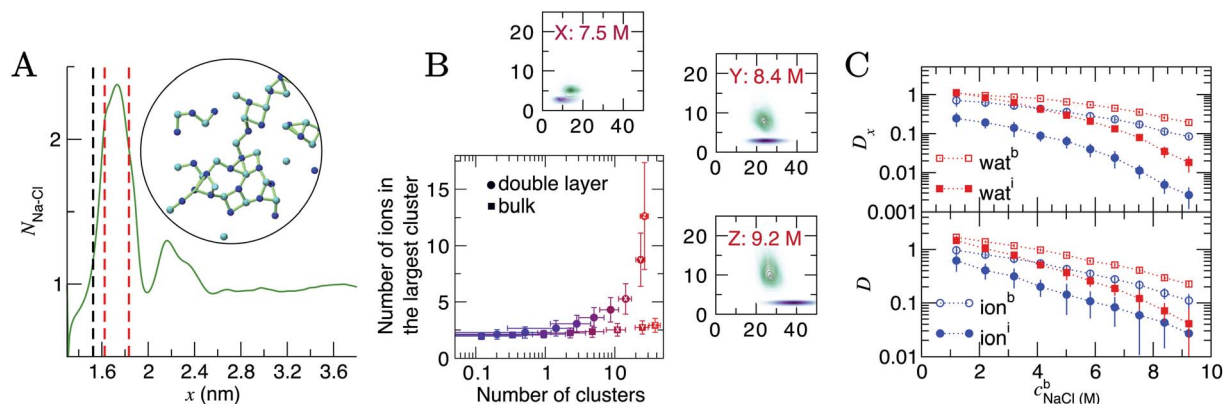 A
N_Na-Cl
2
1
1.6
2
2.4
2.8
3.2
3.6
x (nm)
B
X: 7.5 M
20
10
0
0
20
40
Y: 8.4 M
20
10
0
0
20
40
Z: 9.2 M
20
10
0
0
20
40
double layer
bulk
Number of ions in
the largest cluster
15
10
5
0
0.1
1
10
Number of clusters
C
D_x
1
0.1
0.01
0.001
wat^b
wat^i
D
1
0.1
0.01
ion^b
ion^i
0
2
4
6
8
10
c^b_NaCl (M)